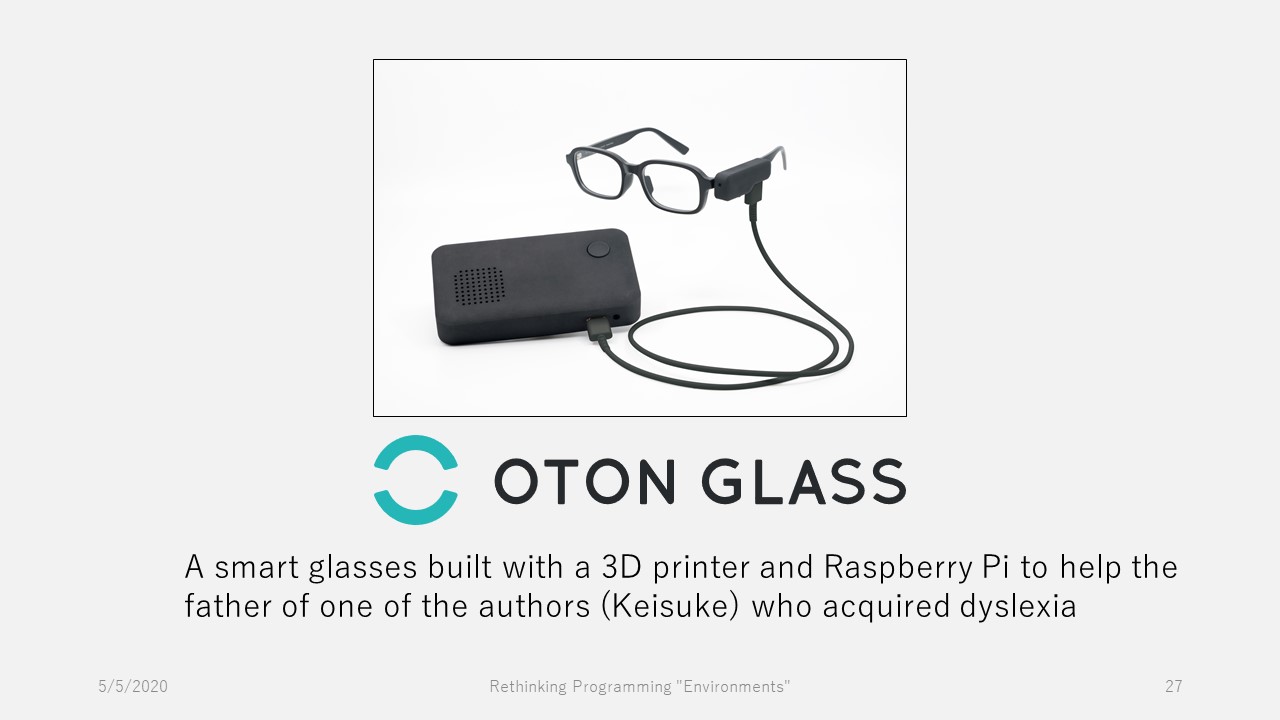 OTON GLASS
A smart glasses built with a 3D printer and Raspberry Pi to help the
father of one of the authors (Keisuke) who acquired dyslexia
5/5/2020
Rethinking Programming "Environments"
27